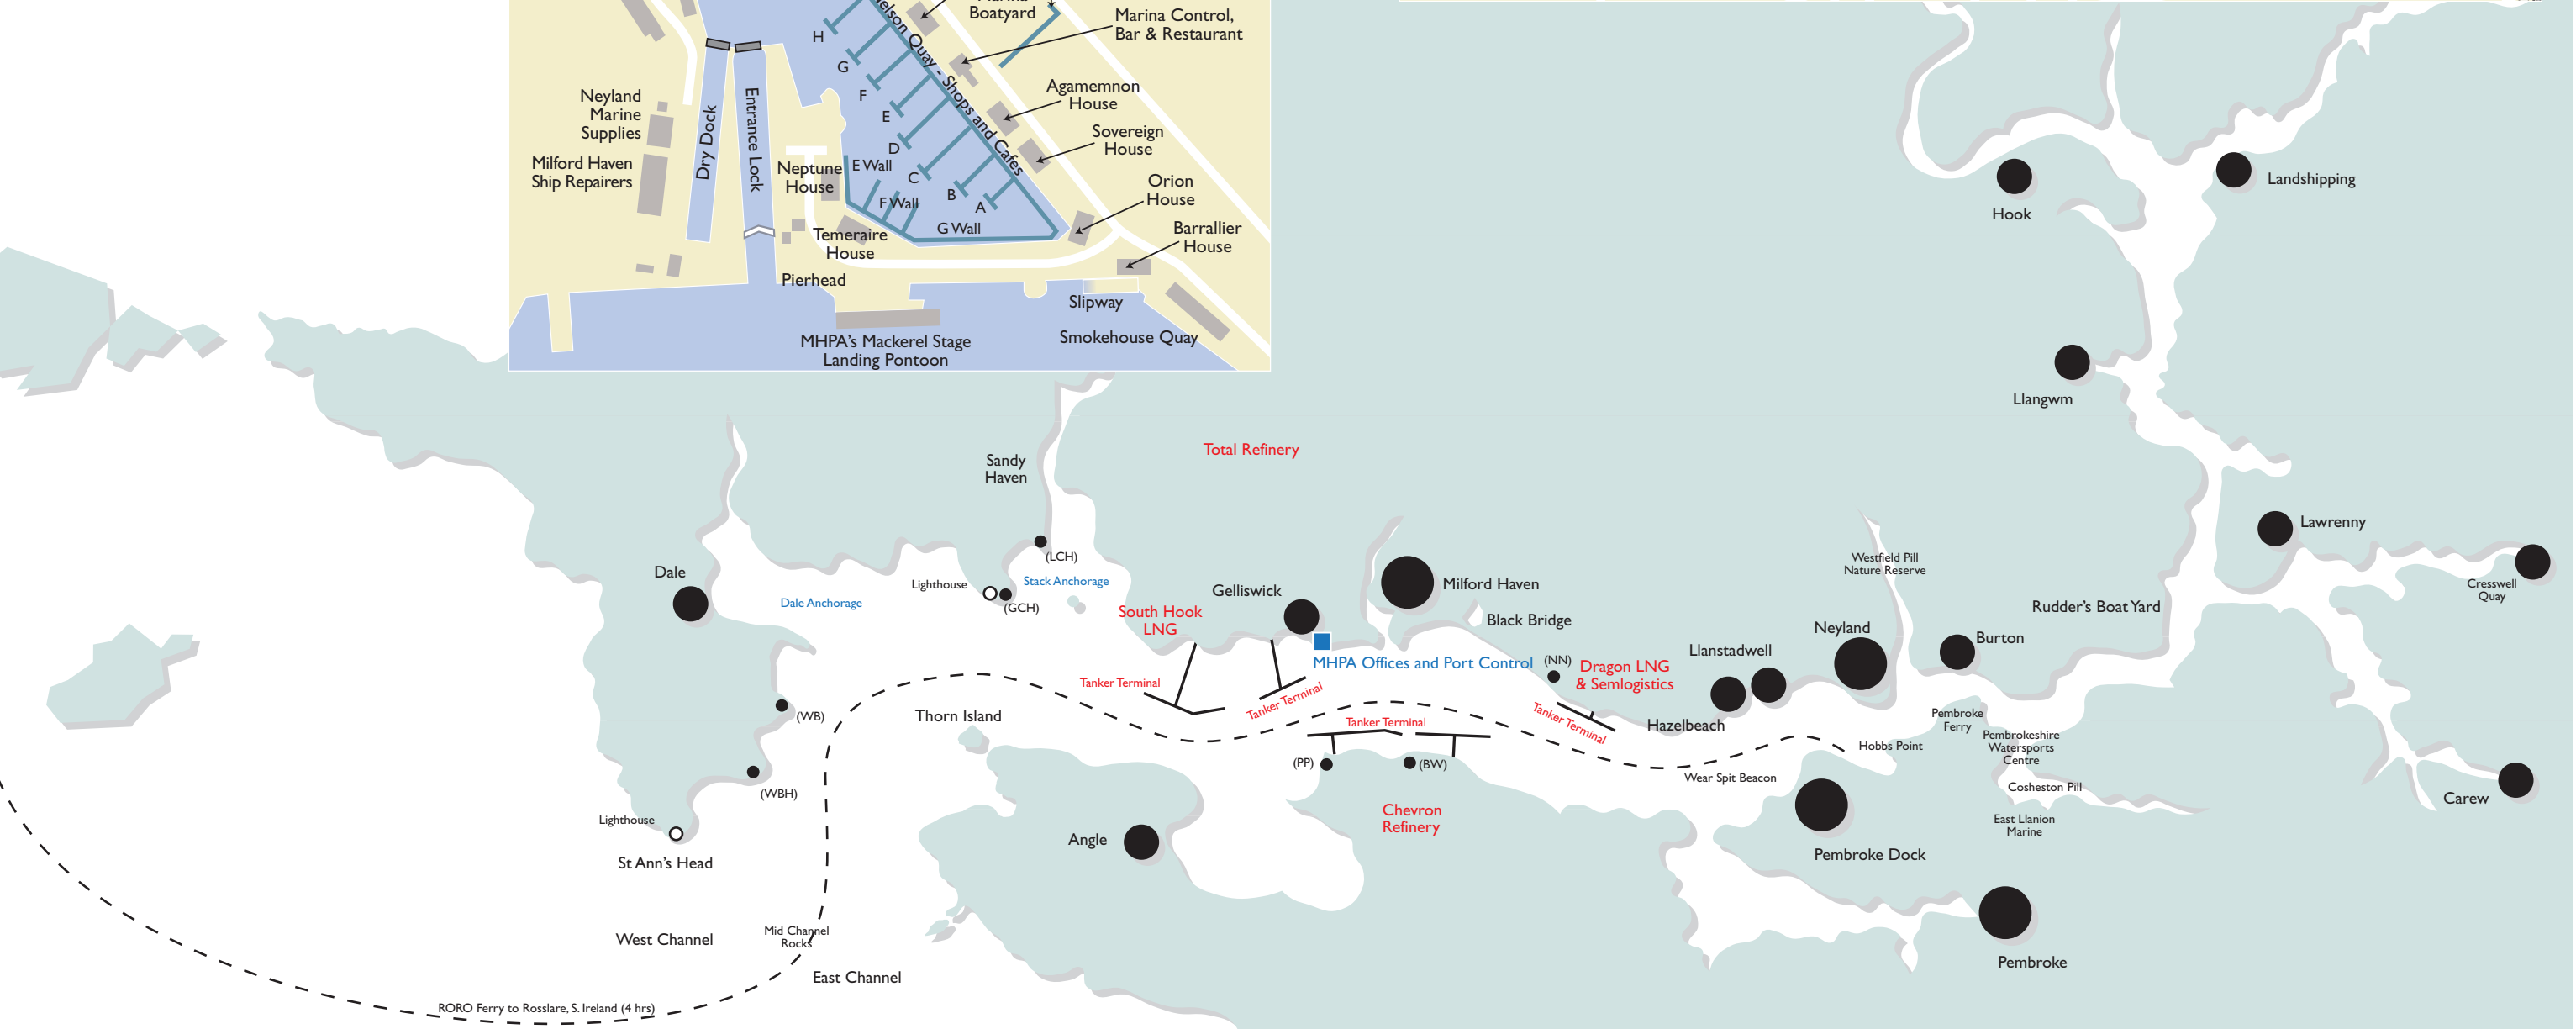 Marina
Boatyard
Marina Control,
Bar & Restaurant
Nelson Quay - Shops and Cafes
H
G
F
E
D
C
B
A
Agamemnon
House
Sovereign
House
Orion
House
Barrallier
House
Neyland
Marine
Supplies
Milford Haven
Ship Repairers
Dry Dock
Entrance Lock
Neptune
House
E Wall
F Wall
G Wall
Temeraire
House
Pierhead
Slipway
Smokehouse Quay
MHPA's Mackerel Stage
Landing Pontoon
Hook
Landshipping
Llangwm
Lawrenny
Cresswell
Quay
Carew
Sandy
Haven
Total Refinery
(LCH)
Lighthouse
(GCH)
Stack Anchorage
Dale
Dale Anchorage
South Hook
LNG
Gelliswick
Milford Haven
Black Bridge
MHPA Offices and Port Control
(NN)
Dragon LNG
& Semlogistics
Westfield Pill
Nature Reserve
Rudder's Boat Yard
Neyland
Burton
Llanstadwell
Hazelbeach
Tanker Terminal
Tanker Terminal
Tanker Terminal
Tanker Terminal
Thorn Island
(WB)
(WBH)
(PP)
(BW)
Pembroke
Ferry
Hobbs Point
Pembrokeshire
Watersports
Centre
Wear Spit Beacon
Cosheston Pill
East Llanion
Marine
Lighthouse
St Ann's Head
Angle
Chevron
Refinery
Pembroke Dock
Pembroke
West Channel
Mid Channel
Rocks
East Channel
RORO Ferry to Rosslare, S. Ireland (4 hrs)